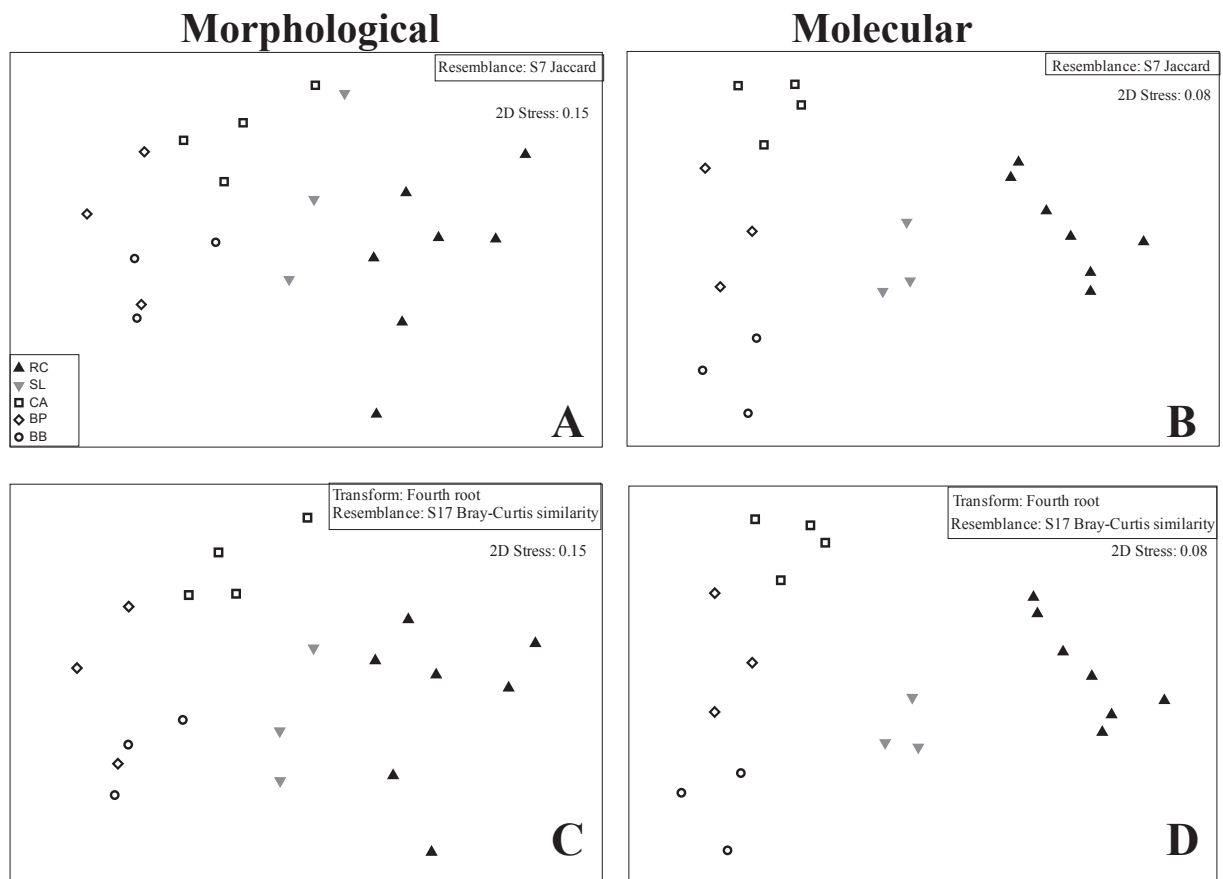 Morphological
Molecular
Resemblance: S7 Jaccard
2D Stress: 0.15
RC
SL
CA
BP
BB
A
Resemblance: S7 Jaccard
2D Stress: 0.08
B
Transform: Fourth root
Resemblance: S17 Bray-Curtis similarity
2D Stress: 0.15
C
Transform: Fourth root
Resemblance: S17 Bray-Curtis similarity
2D Stress: 0.08
D